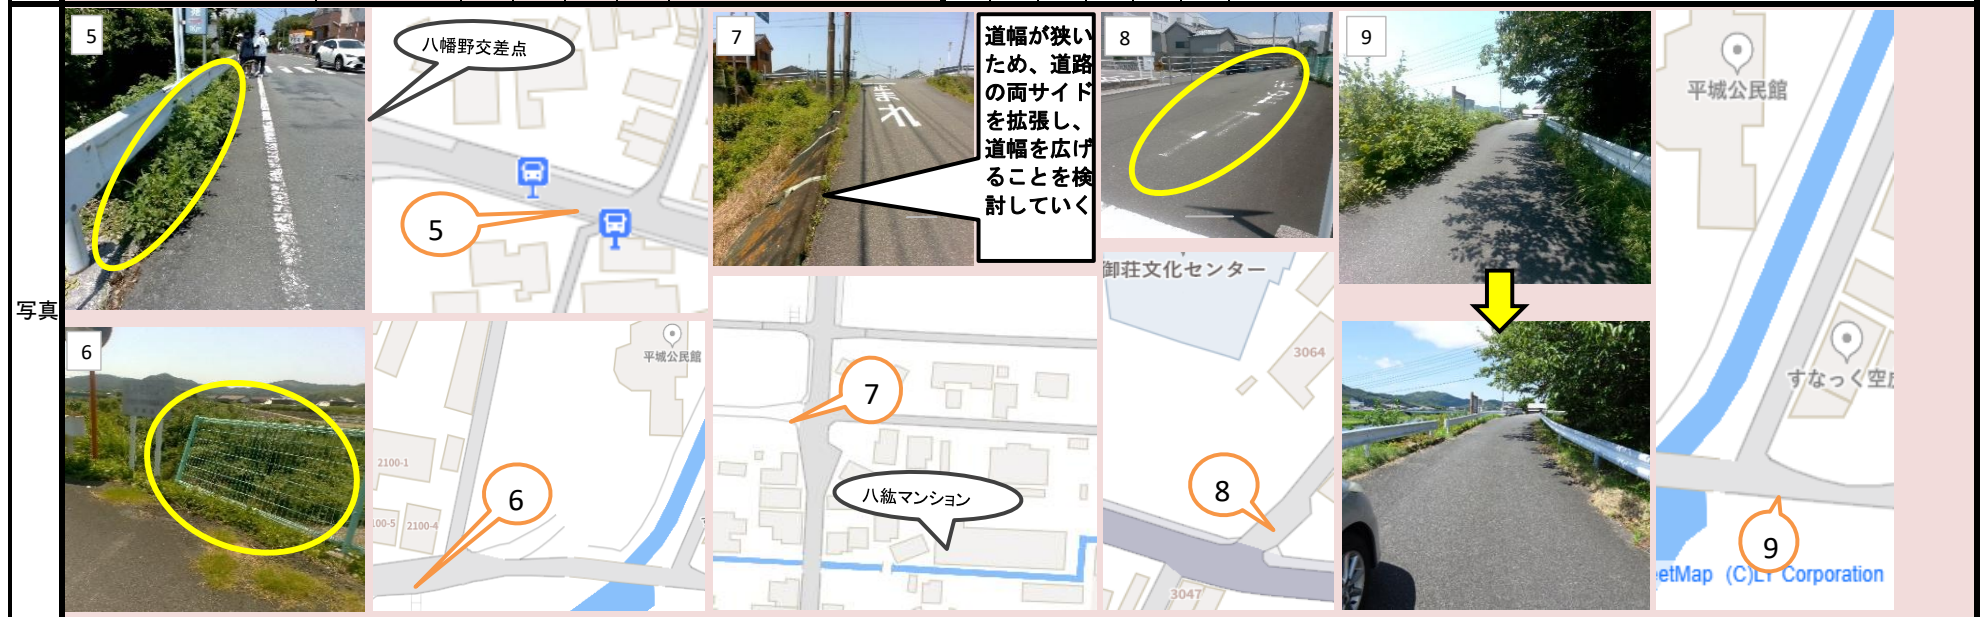 写真
5
八幡野交差点
5
6
平城公民館
2100-1
2100-4
6
7
まれ
道幅が狭い
ため、道路
の両サイド
を拡張し、
道幅を広げ
ることを検
討していく
7
八紘マンション
8
御荘文化センター
3064
8
3047
9
平城公民館
すなっく空
9
eetMap (C)LY Corporation